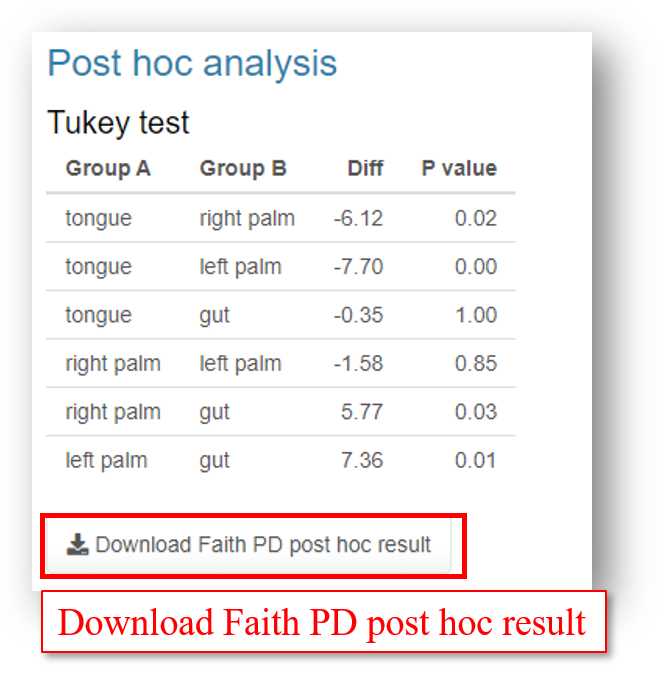 Post hoc analysis
Tukey test
Group A Group B Diff P value
tongue right palm -6.12 0.02
tongue left palm -7.70 0.00
tongue gut -0.35 1.00
right palm left palm -1.58 0.85
right palm gut 5.77 0.03
left palm gut 7.36 0.01
Download Faith PD post hoc result
Download Faith PD post hoc result